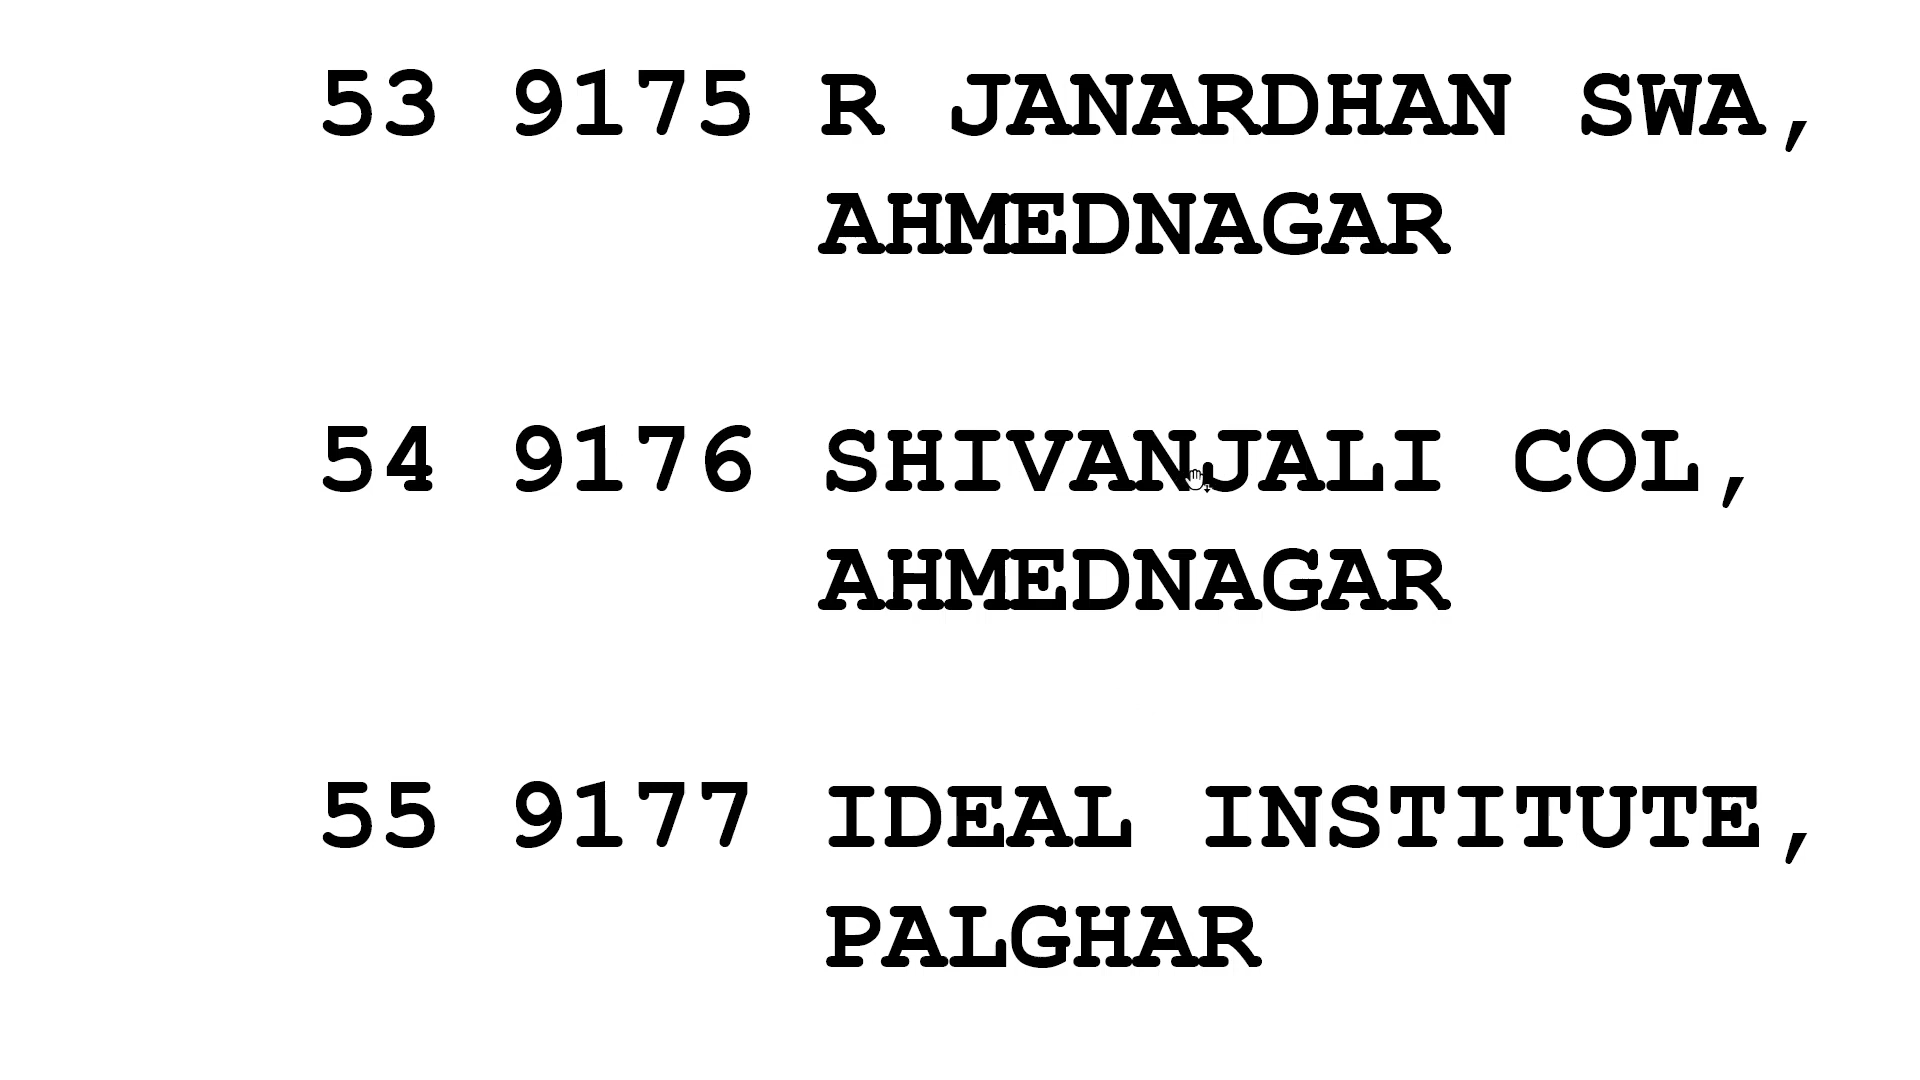 53 9175 R JANARDHAN SWA,
AHMEDNAGAR
54 9176 SHIVANJALI COL,
AHMEDNAGAR
55 9177 IDEAL INSTITUTE,
PALGHAR